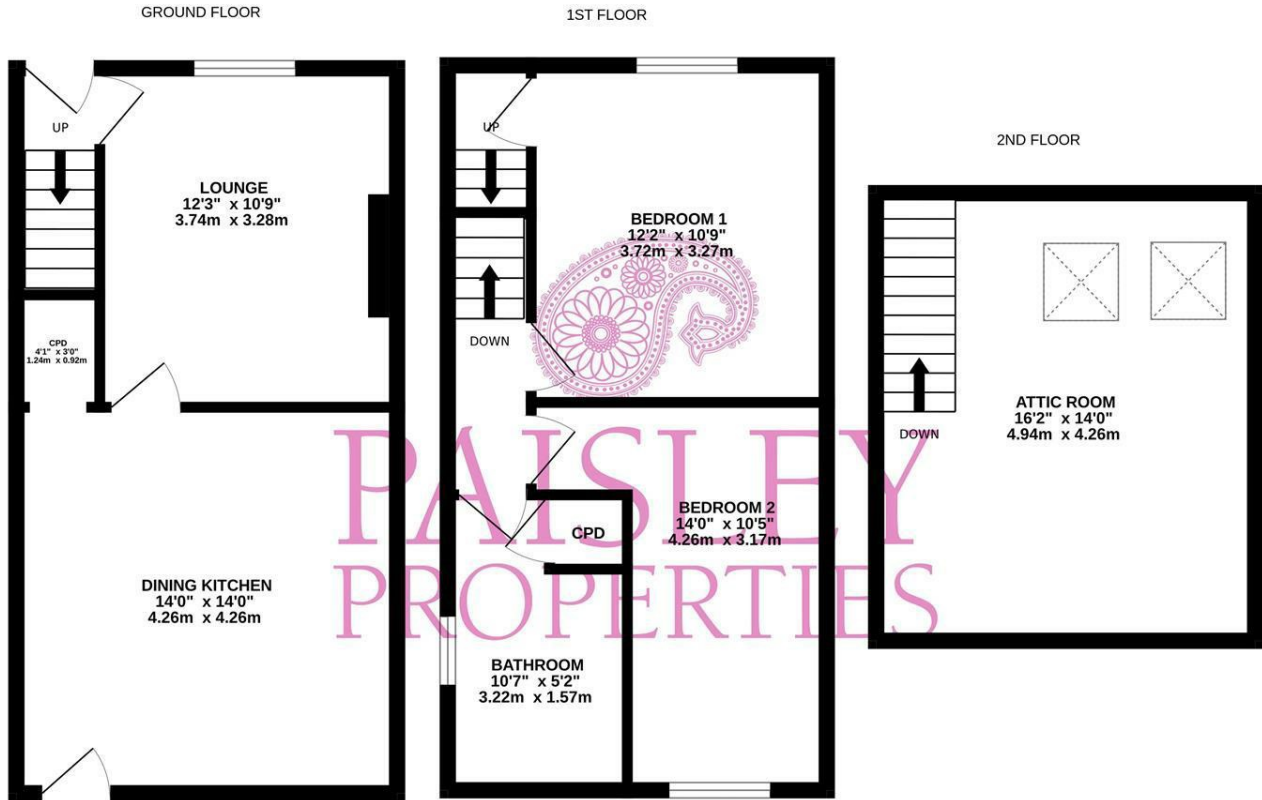 GROUND FLOOR
UP
LOUNGE
12'3" x 10'9"
3.74m x 3.28m
CPD
4'1" x 3'0"
1.24m x 0.92m
DINING KITCHEN
14'0" x 14'0"
4.26m x 4.26m
1ST FLOOR
UP
BEDROOM 1
12'2" x 10'9"
3.72m x 3.27m
DOWN
BEDROOM 2
14'0" x 10'5"
4.26m x 3.17m
CPD
BATHROOM
10'7" x 5'2"
3.22m x 1.57m
2ND FLOOR
ATTIC ROOM
16'2" x 14'0"
4.94m x 4.26m
DOWN
PAISLEY
PROPERTIES